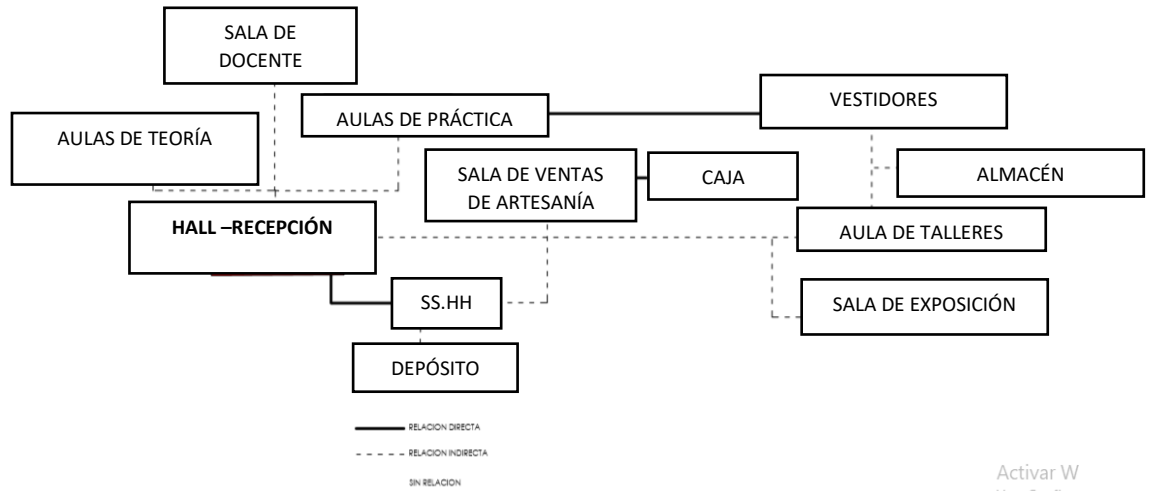 SALA DE
DOCENTE
VESTIDORES
AULAS DE PRÁCTICA
AULAS DE TEORÍA
SALA DE VENTAS
DE ARTESANÍA
CAJA
ALMACÉN
HALL –RECEPCIÓN
AULA DE TALLERES
SS.HH
SALA DE EXPOSICIÓN
DEPÓSITO
RELACION DIRECTA
RELACION INDIRECTA
SIN RELACION
Activar W